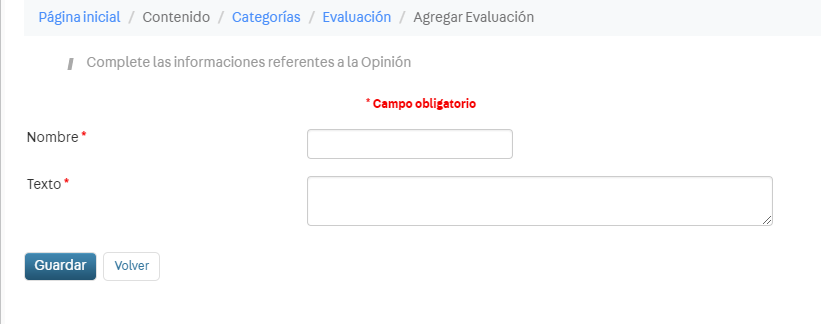 Página inicial / Contenido / Categorías / Evaluación / Agregar Evaluación
Complete las informaciones referentes a la Opinión
* Campo obligatorio
Nombre *
Texto *
Guardar Volver